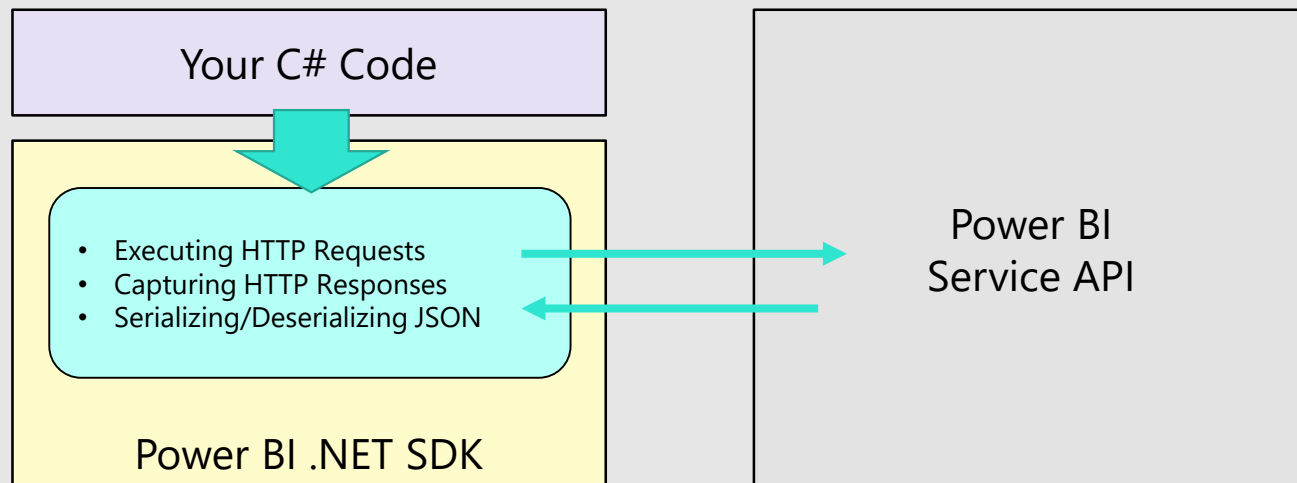 Your C# Code
• Executing HTTP Requests
• Capturing HTTP Responses
• Serializing/Deserializing JSON
Power BI .NET SDK
Power BI
Service API